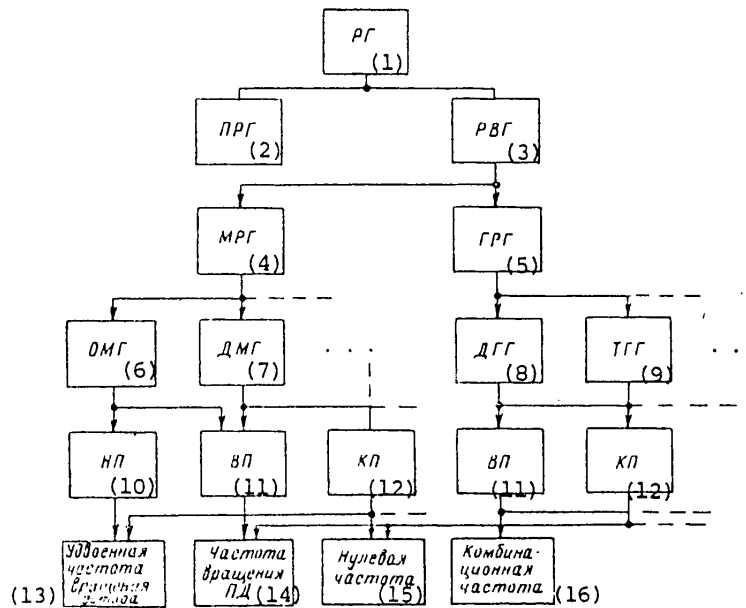 РГ
(1)
ПРГ
(2)
РВГ
(3)
МРГ
(4)
ГРГ
(5)
ОМГ
(6)
ДМГ
(7)
ДГГ
(8)
ТГГ
(9)
НП
(10)
ВП
(11)
КП
(12)
ВП
(11)
КП
(12)
(13)
Удвоенная
частота
вращения
Частота
вращения
ПД (14)
Нулевая
частота
(15)
Комбина-
ционная
частота
(16)